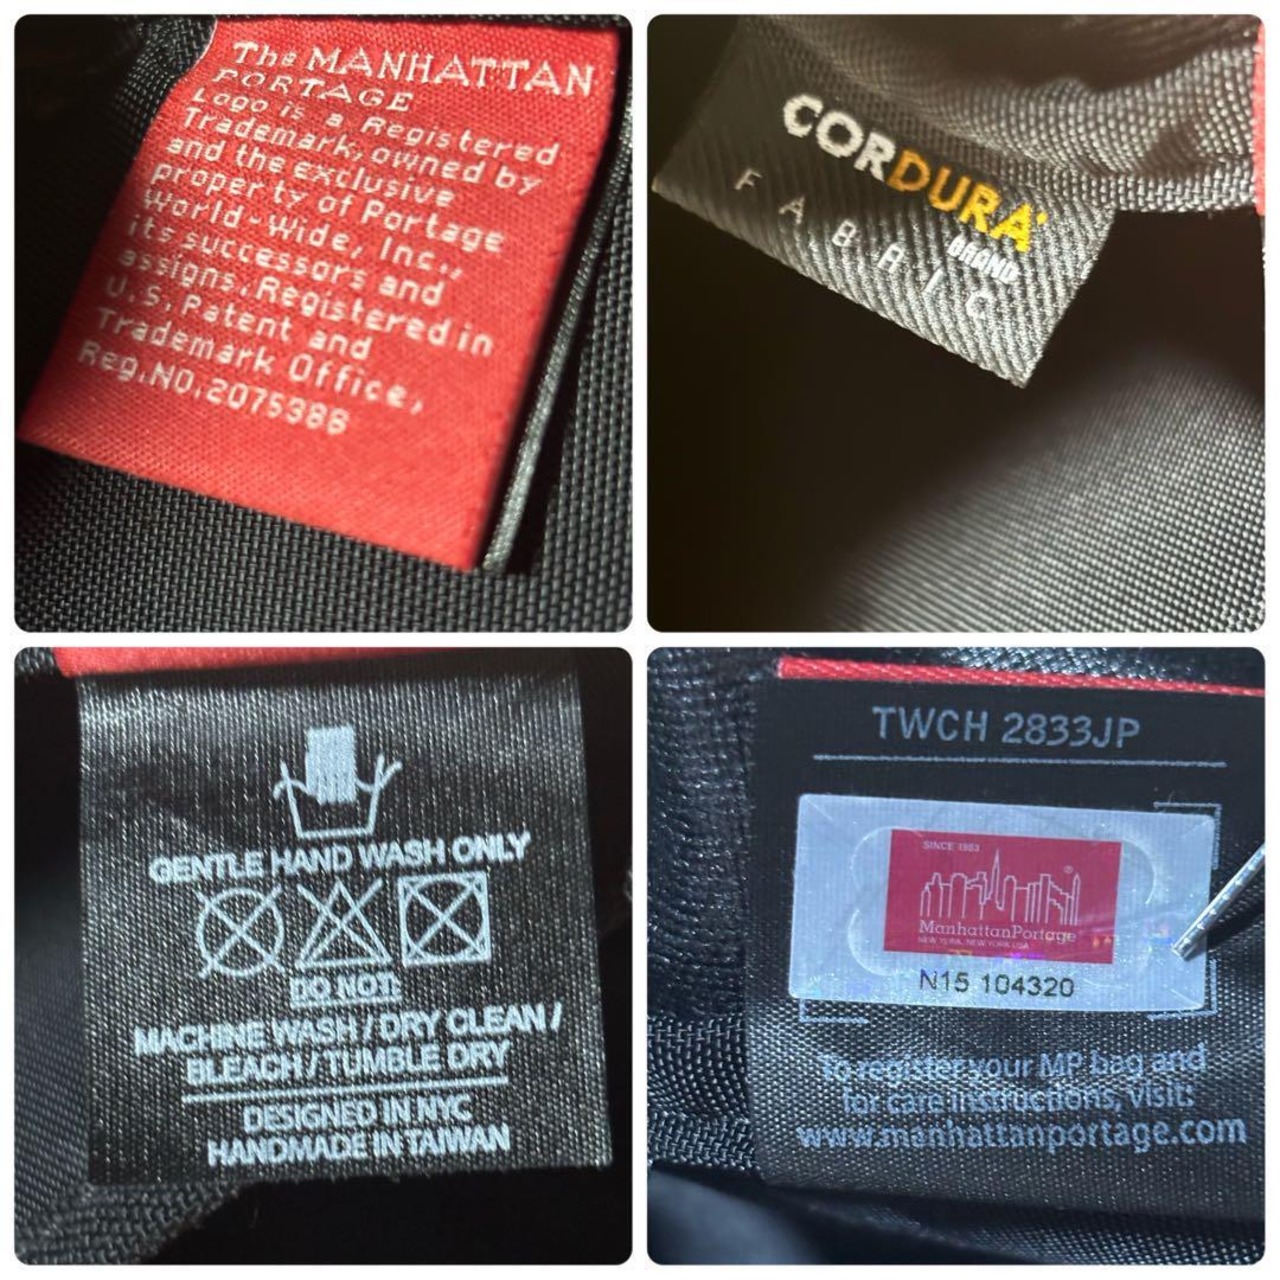 The MANHATTAN
PORTAGE
Logo is a Registered
Trademark, owned by
and the exclusive
proper ty of Portage
World-Wide, Inc.,
its successors and
assigns. Registered in
U.S. Patent and
Trademark Office,
Reg.NO.2075388
CORDURA
BRAND
FABRIC
GENTLE HAND WASH ONLY
DO NOT:
MACHINE WASH / DRY CLEAN /
BLEACH / TUMBLE DRY
DESIGNED IN NYC
HANDMADE IN TAIWAN
TWCH 2833JP
SINCE 1983
ManhattanPortage®
NEW YORK, NEW YORK USA
N15 104320
To register your MP bag and
for care instructions, visit:
www.manhattanportage.com